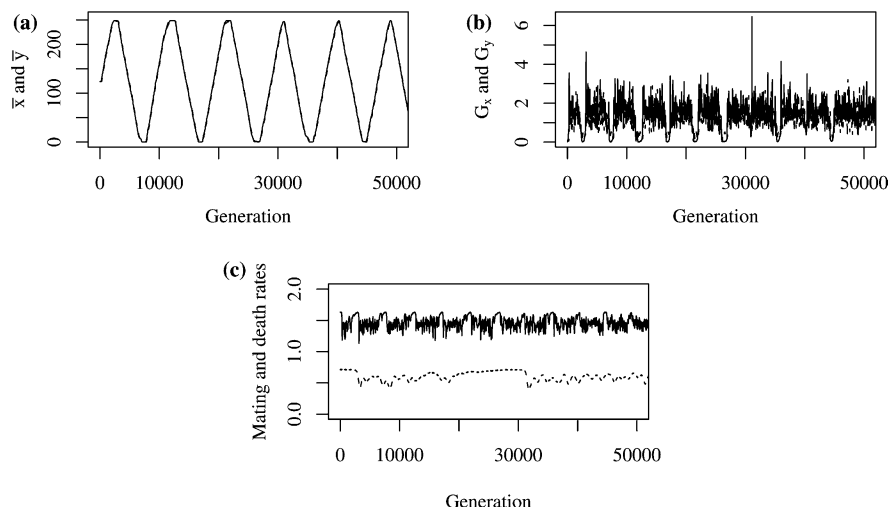 (a)
x̅ and y̅
200
100
0
0
10000
30000
50000
Generation
(b)
Gx and Gy
6
4
2
0
0
10000
30000
50000
Generation
(c)
Mating and death rates
2.0
1.0
0.0
0
10000
30000
50000
Generation